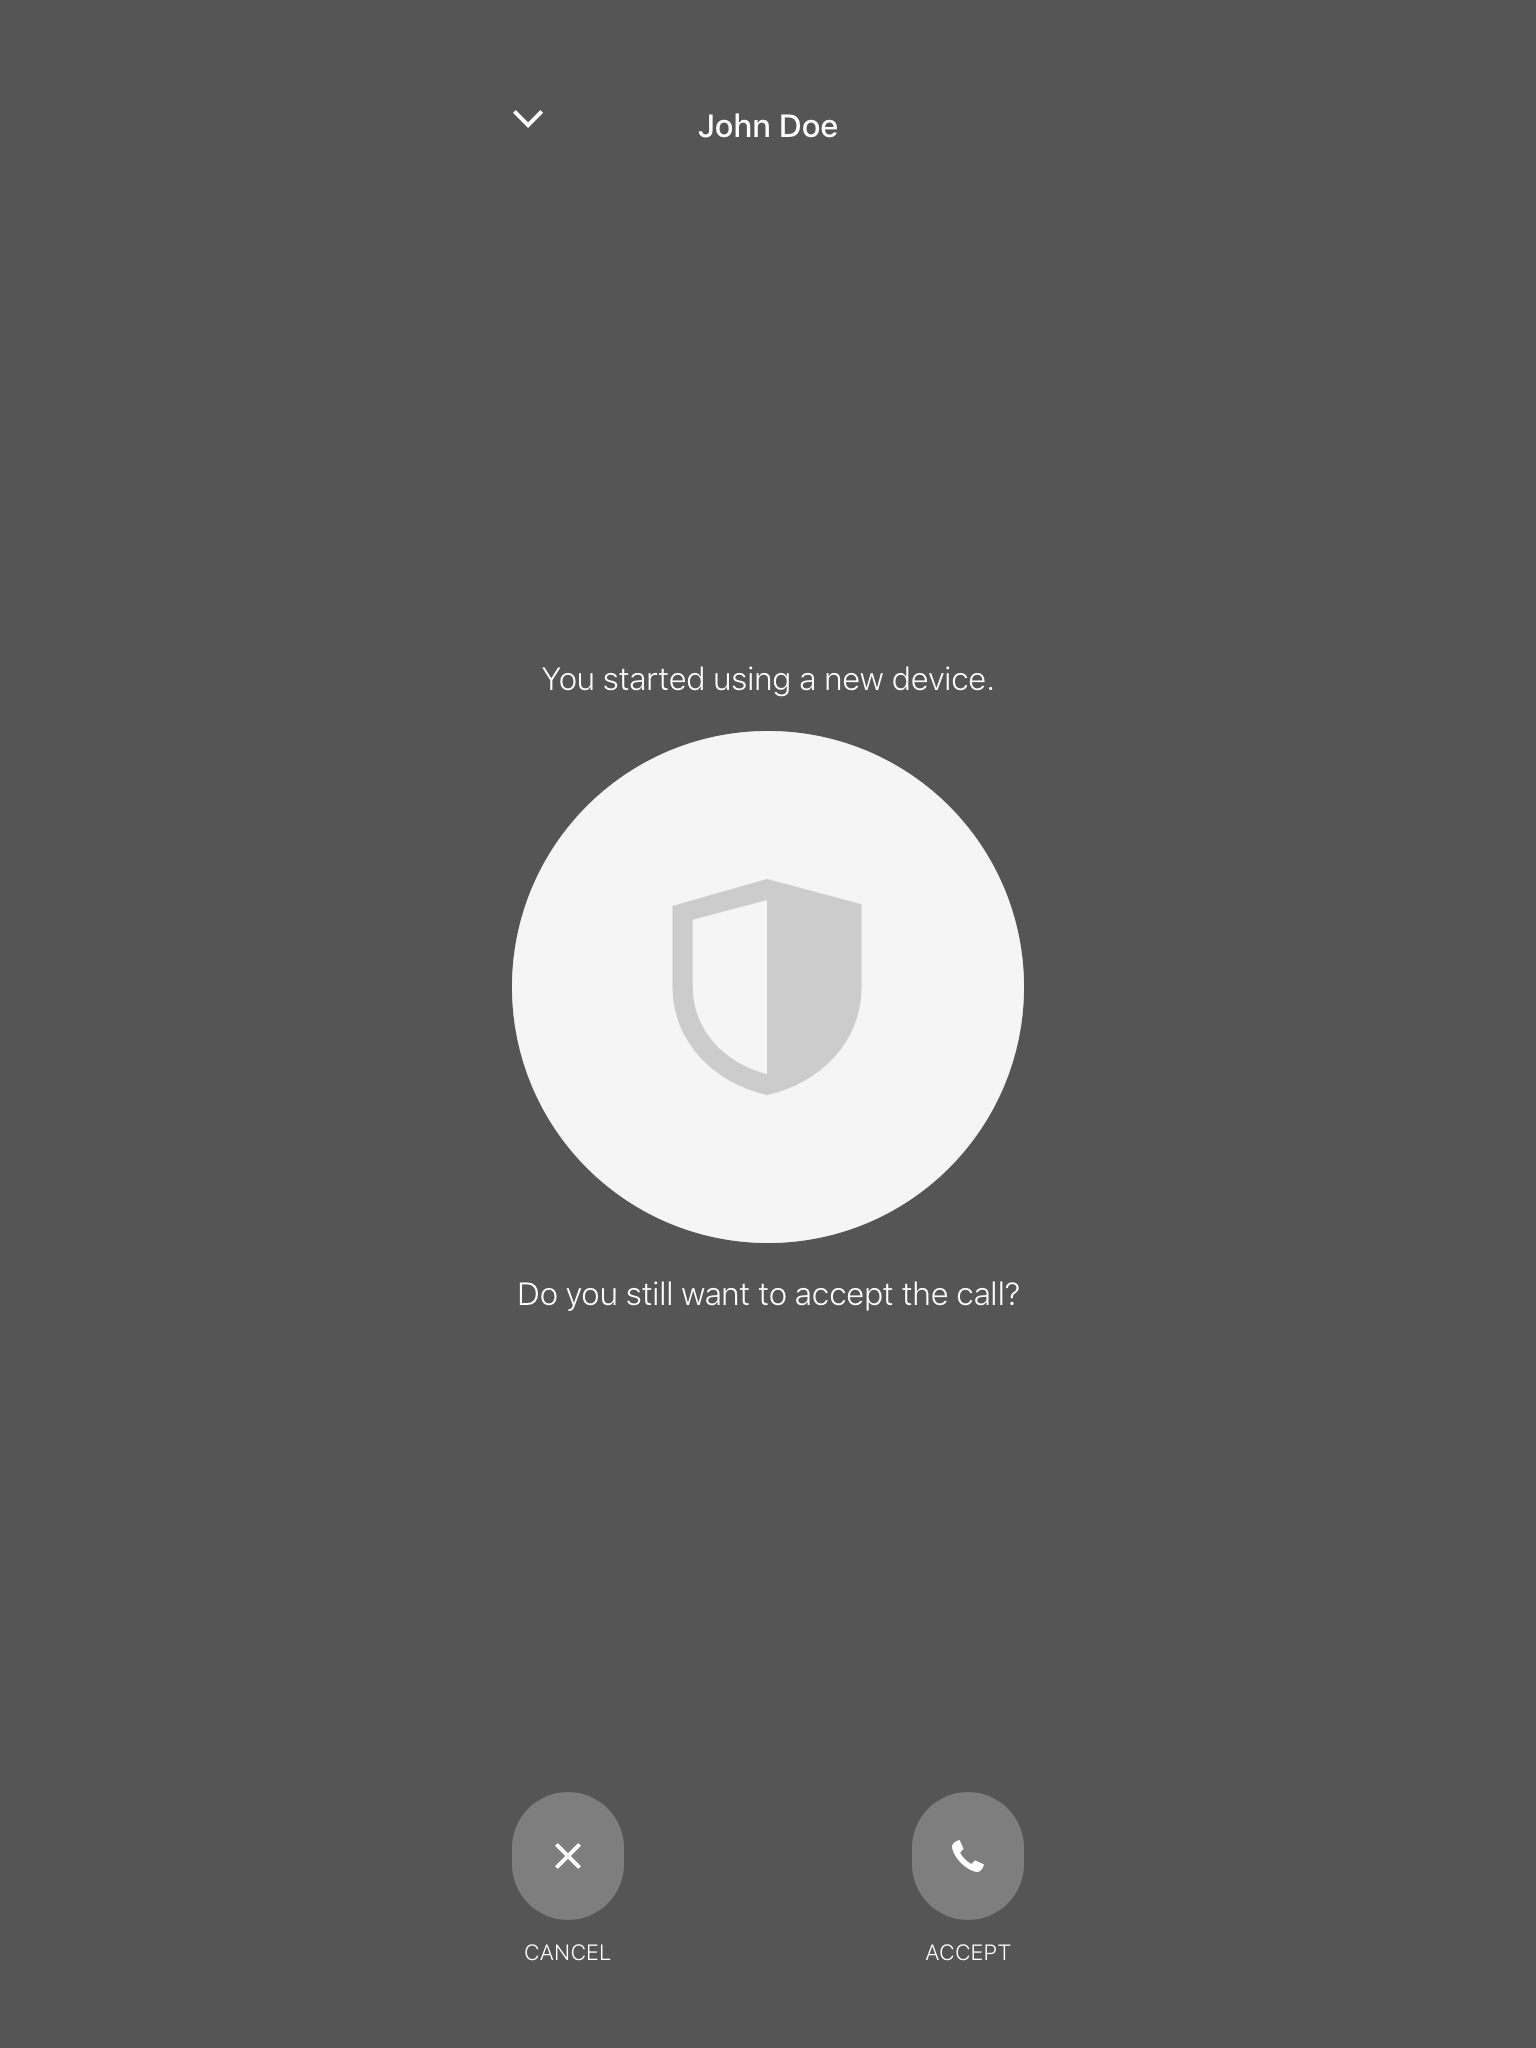 John Doe
You started using a new device.
Do you still want to accept the call?
CANCEL
ACCEPT